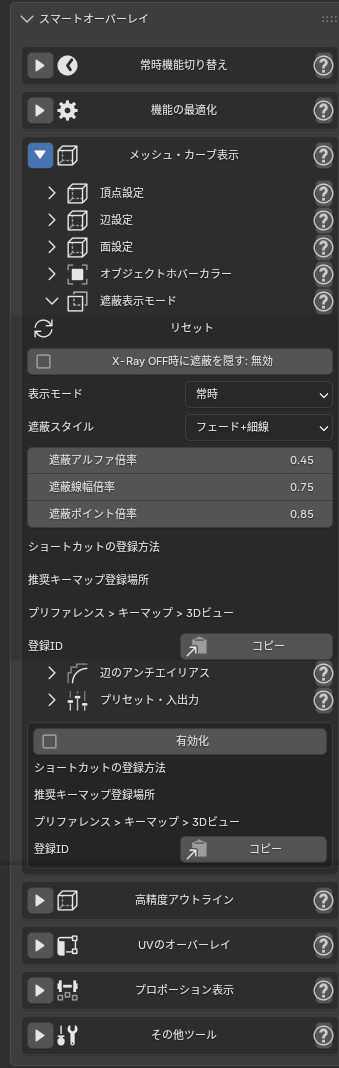 スマートオーバーレイ
常時機能切り替え
機能の最適化
メッシュ・カーブ表示
頂点設定
辺設定
面設定
オブジェクトホバーカラー
遮蔽表示モード
リセット
X-Ray OFF時に遮蔽を隠す: 無効
表示モード 常時
遮蔽スタイル フェード+細線
遮蔽アルファ倍率 0.45
遮蔽線幅倍率 0.75
遮蔽ポイント倍率 0.85
ショートカットの登録方法
推奨キーマップ登録場所
プリファレンス > キーマップ > 3Dビュー
登録ID コピー
辺のアンチエイリアス
プリセット・入出力
有効化
ショートカットの登録方法
推奨キーマップ登録場所
プリファレンス > キーマップ > 3Dビュー
登録ID コピー
高精度アウトライン
UVのオーバーレイ
プロポーション表示
その他ツール